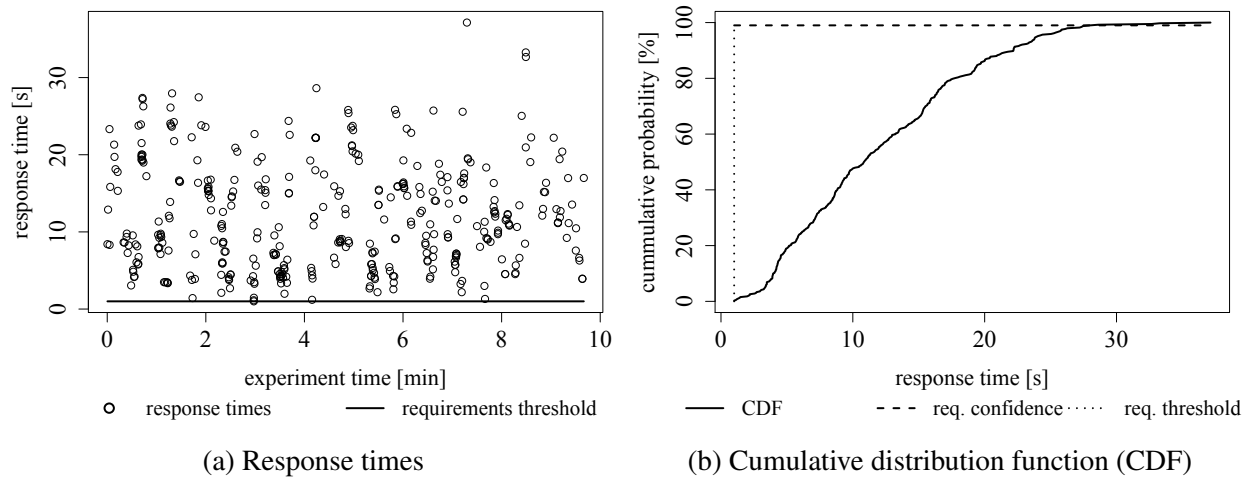 response time [s]
0 10 20 30
0 2 4 6 8 10
experiment time [min]
response times requirements threshold
(a) Response times
cummulative probability [%]
0 20 40 60 80 100
0 10 20 30
response time [s]
CDF req. confidence req. threshold
(b) Cumulative distribution function (CDF)